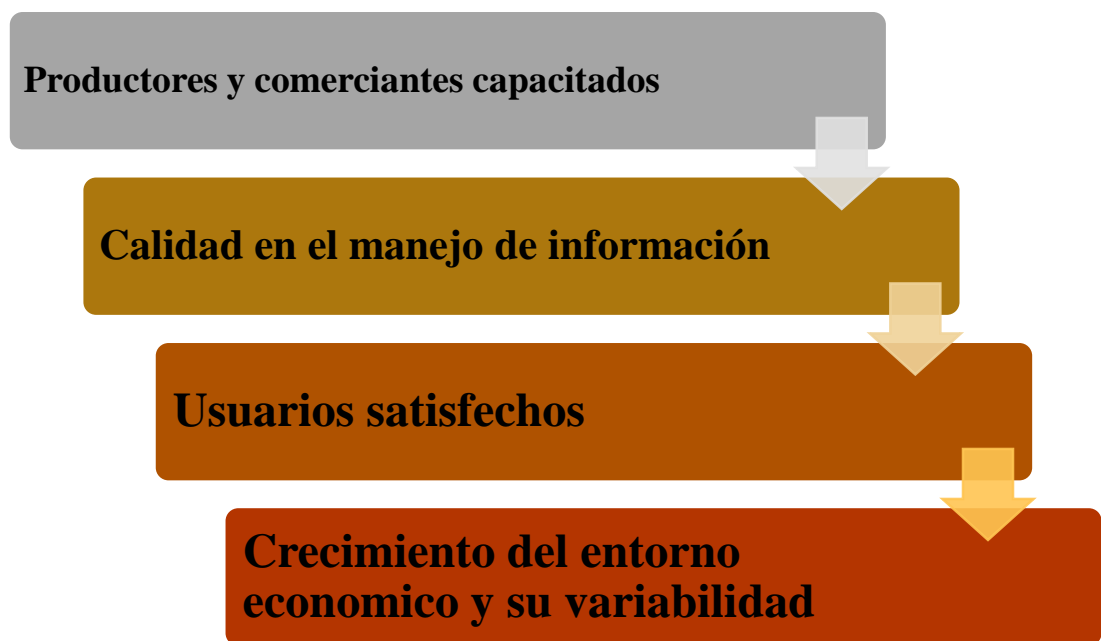 Productores y comerciantes capacitados
Calidad en el manejo de información
Usuarios satisfechos
Crecimiento del entorno
economico y su variabilidad